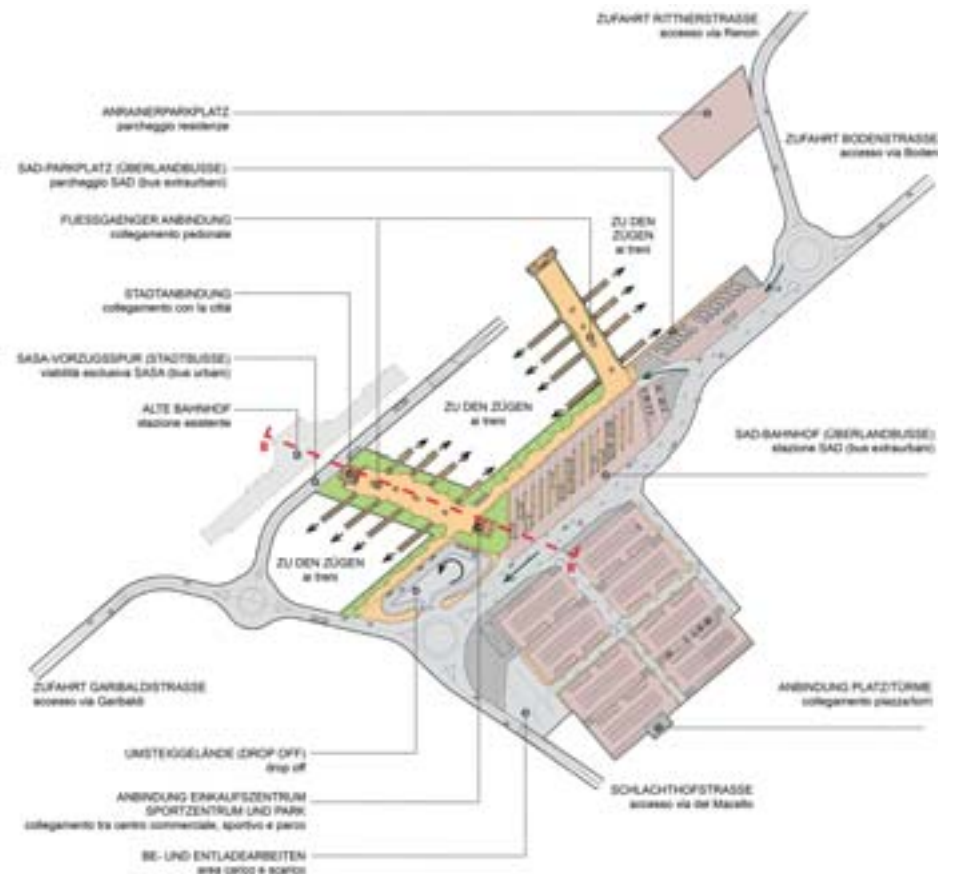 ZUFAHRT RITTNERSTRASSE
accesso via Renon
ANRAINERPARKPLATZ
parcheggio residenze
ZUFAHRT BODENSTRASSE
accesso via Boden
SAD-PARKPLATZ (ÜBERLANDBUSSE)
parcheggio SAD (bus extraurbani)
FUESSGAENGER ANBINDUNG
collegamento pedonale
ZU DEN
ZÜGEN
ai treni
STADTANBINDUNG
collegamento con la città
SASA-VORZUGSSPUR (STADTBUSSE)
viabilità esclusiva SASA (bus urbani)
ALTE BAHNHOF
stazione esistente
ZU DEN ZÜGEN
ai treni
SAD-BAHNHOF (ÜBERLANDBUSSE)
stazione SAD (bus extraurbani)
ZU DEN ZÜGEN
ai treni
ZUFAHRT GARIBALDISTRASSE
accesso via Garibaldi
ANBINDUNG PLATZ/TÜRME
collegamento piazza/torri
UMSTEIGGELÄNDE (DROP OFF)
drop off
SCHLACHTHOFSTRASSE
accesso via del Macello
ANBINDUNG EINKAUFSZENTRUM
SPORTZENTRUM UND PARK
collegamento tra centro commerciale, sportivo e parco
BE- UND ENTLADEARBEITEN
area carico e scarico